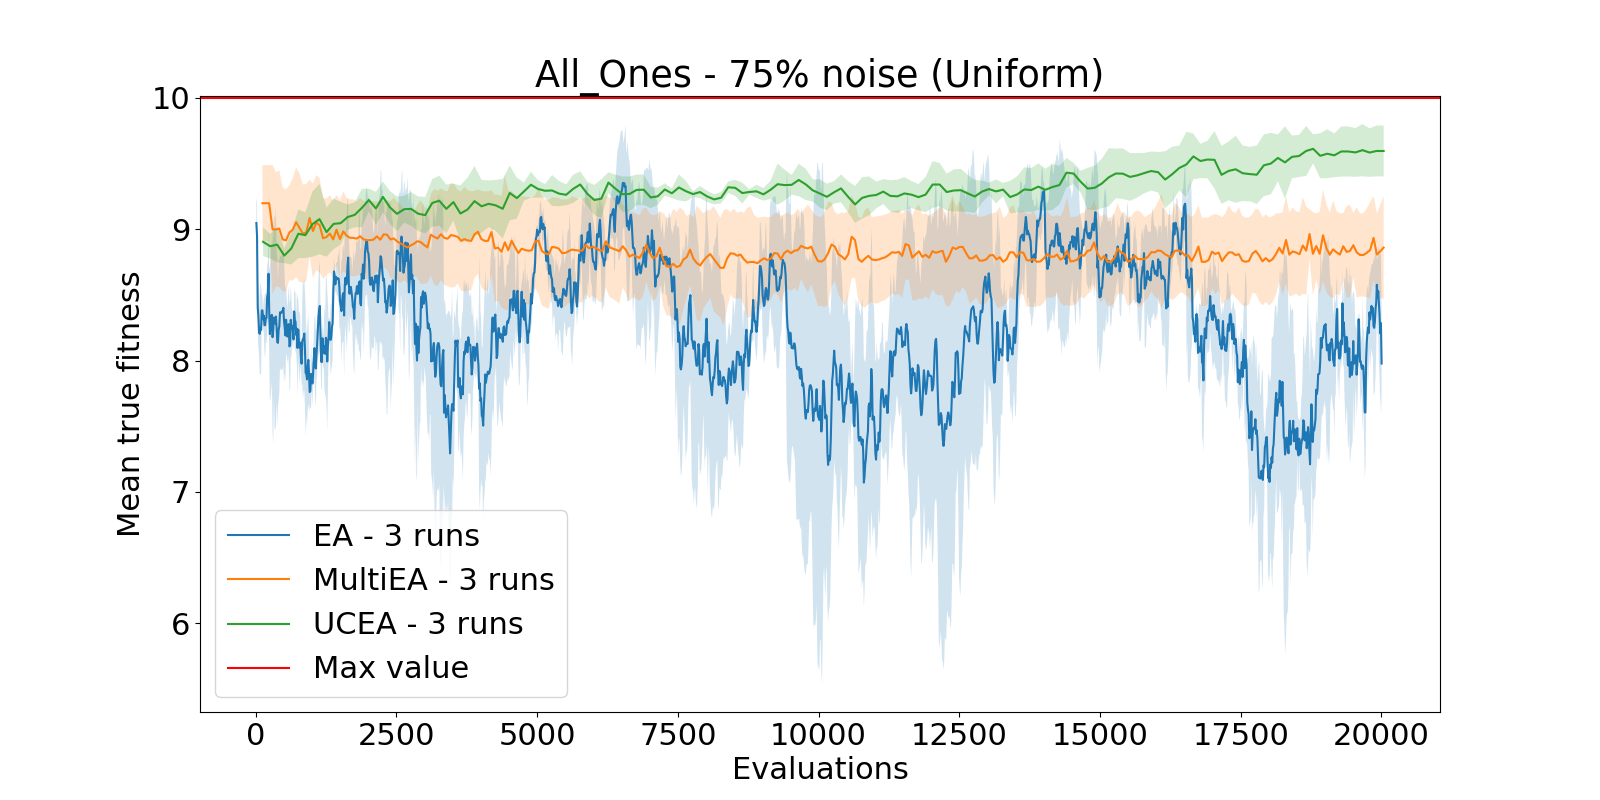 All_Ones - 75% noise (Uniform)
10
9
8
7
6
Mean true fitness
EA - 3 runs
MultiEA - 3 runs
UCEA - 3 runs
Max value
0 2500 5000 7500 10000 12500 15000 17500 20000
Evaluations